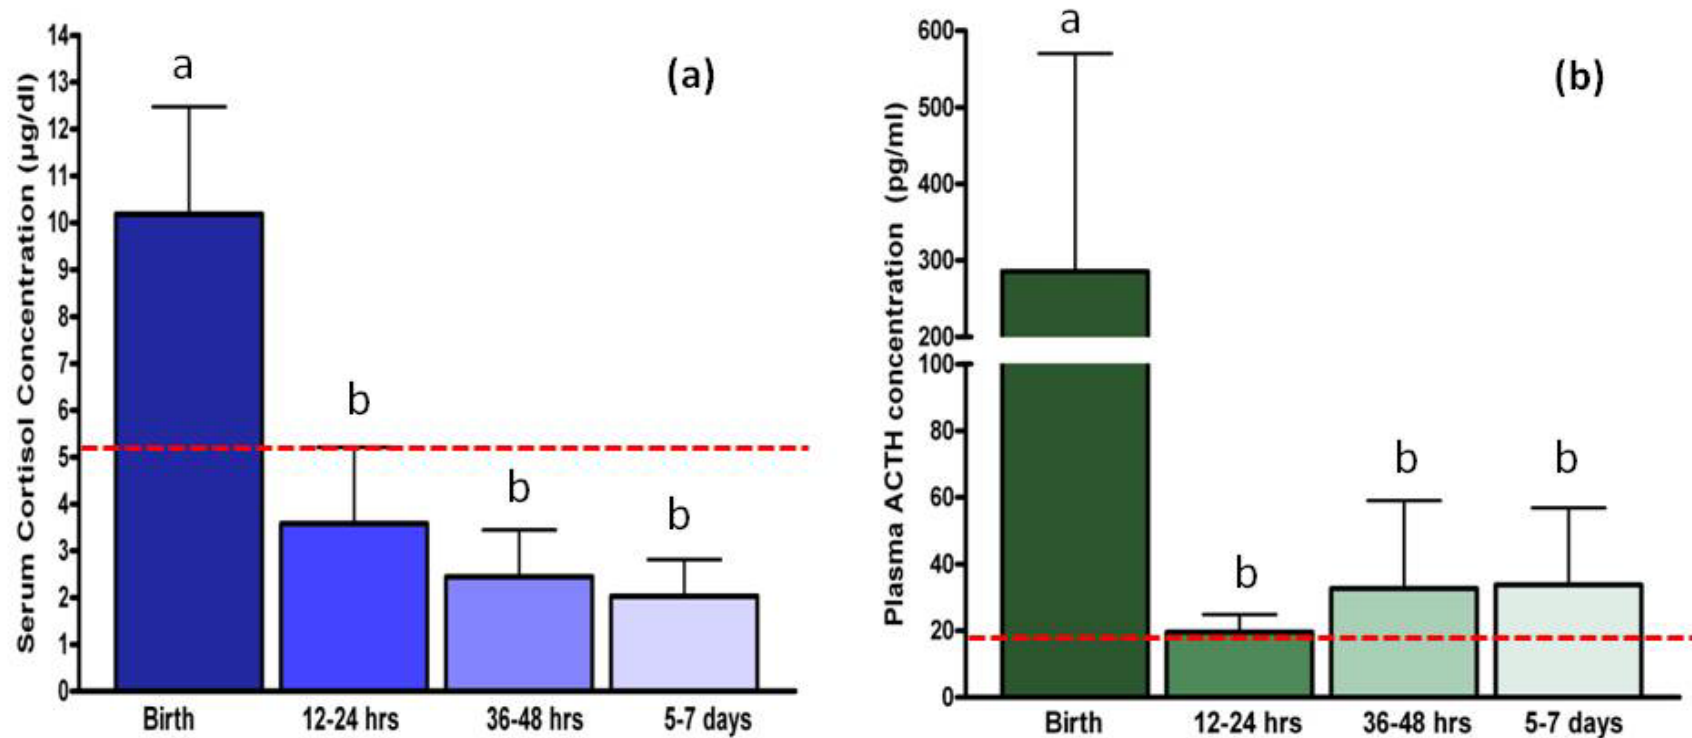 Serum Cortisol Concentration (µg/dl)
14
13
12
11
10
9
8
7
6
5
4
3
2
1
0
a
b
b
b
(a)
Birth
12-24 hrs
36-48 hrs
5-7 days
Plasma ACTH concentration (pg/ml)
600
500
400
300
200
100
80
60
40
20
0
a
b
b
b
(b)
Birth
12-24 hrs
36-48 hrs
5-7 days